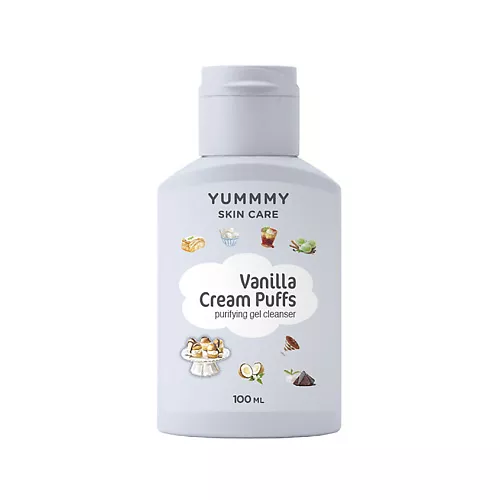 YUMMMY
SKIN CARE
Vanilla
Cream Puffs
purifying gel cleanser
100 ML